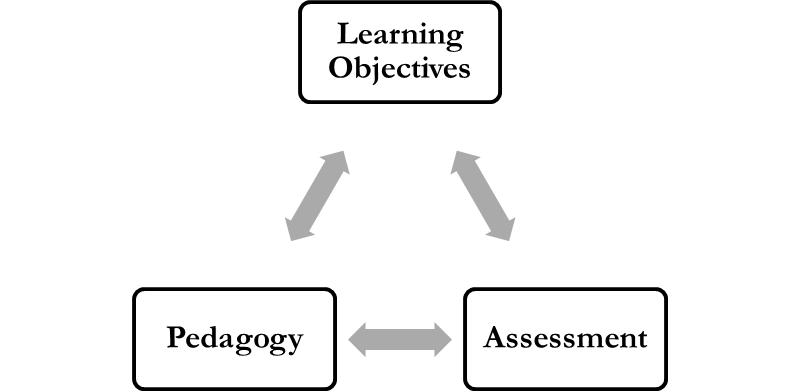 Learning
Objectives
Pedagogy
Assessment